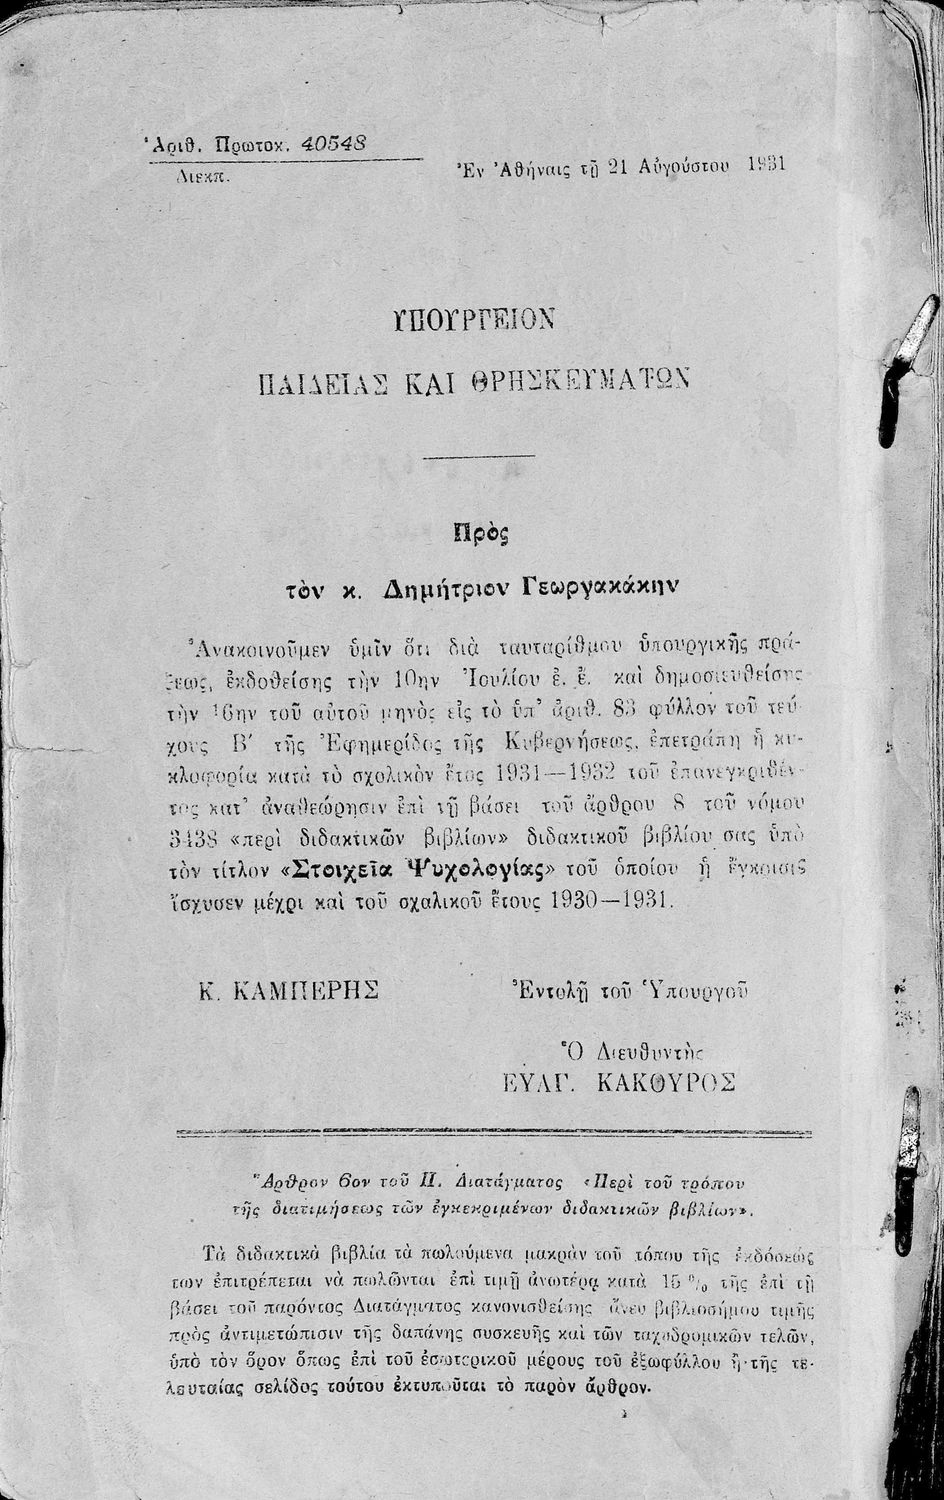 Ἀριθ. Πρωτοκ. 40548
Διεκπ.
Ἐν Ἀθήναις τῇ 21 Αὐγούστου 1931
ΥΠΟΥΡΓΕΙΟΝ
ΠΑΙΔΕΙΑΣ ΚΑΙ ΘΡΗΣΚΕΥΜΑΤΩΝ
Πρὸς
τὸν κ. Δημήτριον Γεωργακάκην
Ἀνακοινοῦμεν ὑμῖν ὅτι διὰ ταυταρίθμου ὑπουργικῆς πρά-
ξεως, ἐκδοθείσης τὴν 10ην Ἰουλίου ἐ. ἔ. καὶ δημοσιευθείσης
τὴν 16ην τοῦ αὐτοῦ μηνὸς εἰς τὸ ὑπ' ἀριθ. 83 φύλλον τοῦ τεύ-
χους Β΄ τῆς Ἐφημερίδος τῆς Κυβερνήσεως, ἐπετράπη ἡ κυ-
κλοφορία κατὰ τὸ σχολικὸν ἔτος 1931—1932 τοῦ ἐπανεγκριθέν-
τος κατ' ἀναθεώρησιν ἐπὶ τῇ βάσει τοῦ ἄρθρου 8 τοῦ νόμου
3438 «περὶ διδακτικῶν βιβλίων» διδακτικοῦ βιβλίου σας ὑπὸ
τὸν τίτλον «Στοιχεῖα Ψυχολογίας» τοῦ ὁποίου ἡ ἔγκρισις
ἴσχυσεν μέχρι καὶ τοῦ σχαλικοῦ ἔτους 1930—1931.
Κ. ΚΑΜΠΕΡΗΣ
Ἐντολῇ τοῦ Ὑπουργοῦ
Ὁ Διευθυντὴς
ΕΥΑΓ. ΚΑΚΟΥΡΟΣ
Ἄρθρον 6ον τοῦ Π. Διατάγματος «Περὶ τοῦ τρόπου
τῆς διατιμήσεως τῶν ἐγκεκριμένων διδακτικῶν βιβλίων».
Τὰ διδακτικὰ βιβλία τὰ πωλούμενα μακρὰν τοῦ τόπου τῆς ἐκδόσεώς
των ἐπιτρέπεται νὰ πωλῶνται ἐπὶ τιμῇ ἀνωτέρᾳ κατὰ 15 % τῆς ἐπὶ τῇ
βάσει τοῦ παρόντος Διατάγματος κανονισθείσης ἄνευ βιβλιοσήμου τιμῆς
πρὸς ἀντιμετώπισιν τῆς δαπάνης συσκευῆς καὶ τῶν ταχυδρομικῶν τελῶν,
ὑπὸ τὸν ὅρον ὅπως ἐπὶ τοῦ ἐσωτερικοῦ μέρους τοῦ ἐξωφύλλου ἢ τῆς τε-
λευταίας σελίδος τούτου ἐκτυποῦται τὸ παρὸν ἄρθρον.